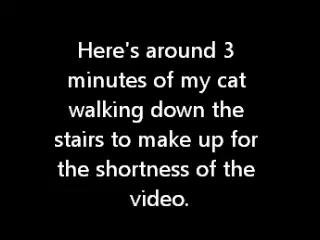 Here's around 3
minutes of my cat
walking down the
stairs to make up for
the shortness of the
video.